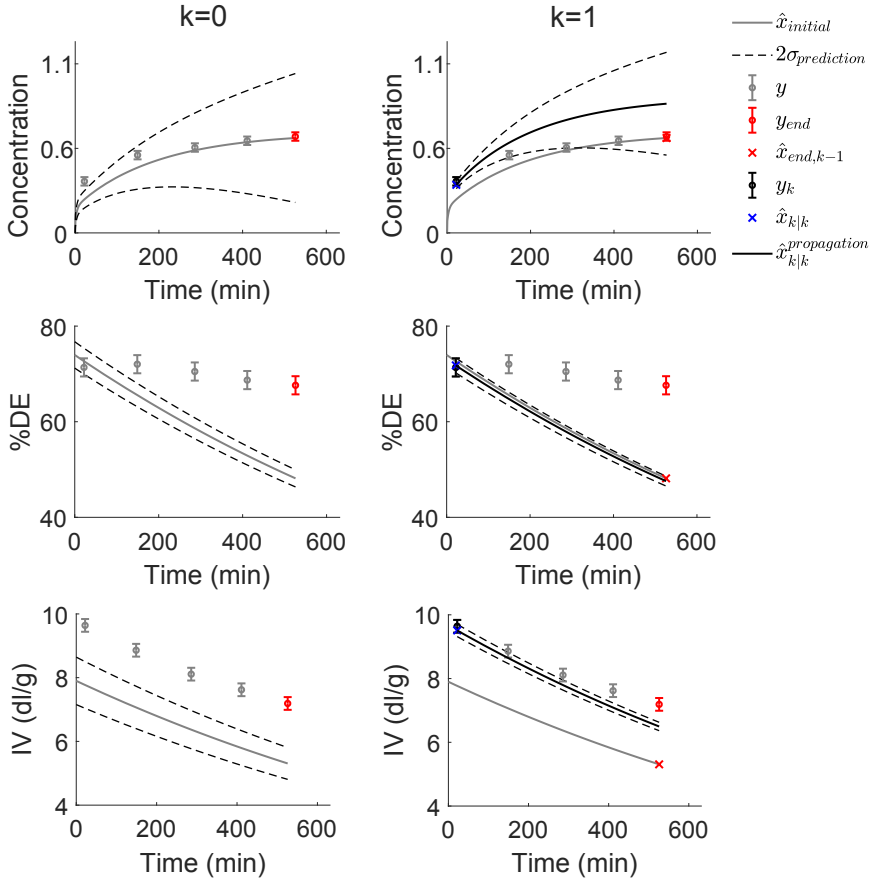 k=0
k=1
Concentration
1.1
0.6
0
0 200 400 600
Time (min)
Concentration
1.1
0.6
0
0 200 400 600
Time (min)
x̂_initial
2σ_prediction
y
y_end
x̂_end,k−1
y_k
x̂_k|k
x̂_k|k^propagation
%DE
80
60
40
0 200 400 600
Time (min)
%DE
80
60
40
0 200 400 600
Time (min)
IV (dl/g)
10
8
6
4
0 200 400 600
Time (min)
IV (dl/g)
10
8
6
4
0 200 400 600
Time (min)